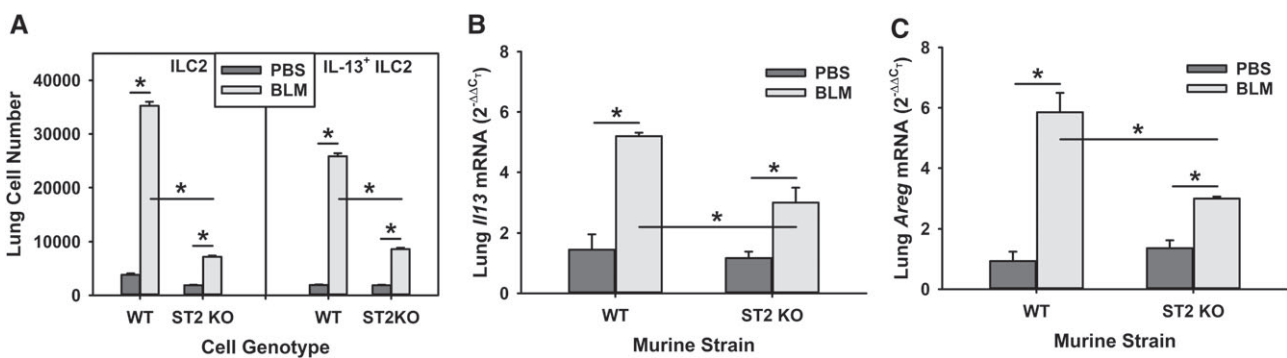 A
ILC2
IL-13+ ILC2
PBS
BLM
40000
30000
20000
10000
0
Lung Cell Number
*
*
*
*
*
*
WT
ST2 KO
WT
ST2KO
Cell Genotype
B
8
6
4
2
0
Lung Il13 mRNA (2-ΔΔCT)
PBS
BLM
*
*
*
WT
ST2 KO
Murine Strain
C
8
6
4
2
0
Lung Areg mRNA (2-ΔΔCT)
PBS
BLM
*
*
*
WT
ST2 KO
Murine Strain